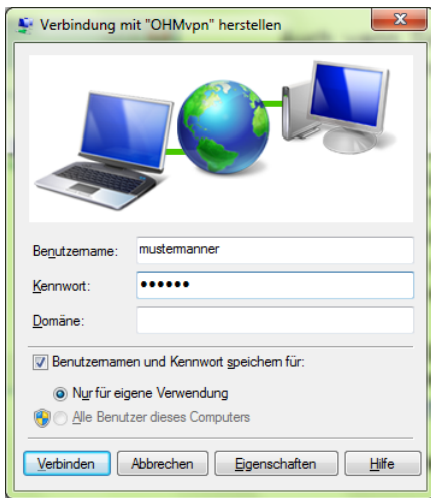 Verbindung mit "OHMvpn" herstellen
Benutzername: mustermanner
Kennwort: ••••••
Domäne:
Benutzernamen und Kennwort speichern für:
Nur für eigene Verwendung
Alle Benutzer dieses Computers
Verbinden Abbrechen Eigenschaften Hilfe